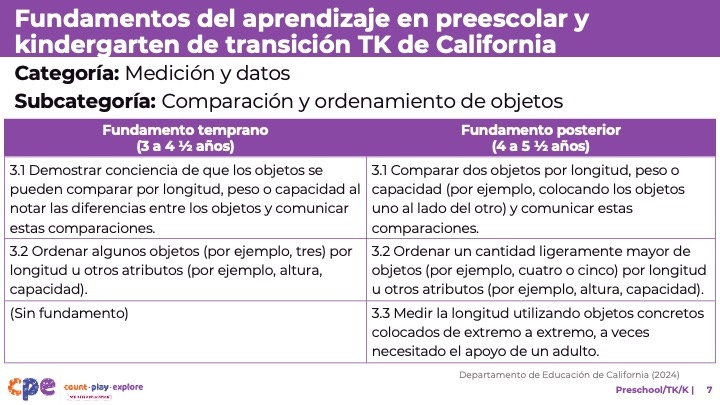 Fundamentos del aprendizaje en preescolar y
kindergarten de transición TK de California
Categoría: Medición y datos
Subcategoría: Comparación y ordenamiento de objetos
Fundamento temprano
(3 a 4 ½ años)
Fundamento posterior
(4 a 5 ½ años)
3.1 Demostrar conciencia de que los objetos se
pueden comparar por longitud, peso o capacidad al
notar las diferencias entre los objetos y comunicar
estas comparaciones.
3.1 Comparar dos objetos por longitud, peso o
capacidad (por ejemplo, colocando los objetos
uno al lado del otro) y comunicar estas
comparaciones.
3.2 Ordenar algunos objetos (por ejemplo, tres) por
longitud u otros atributos (por ejemplo, altura,
capacidad).
3.2 Ordenar un cantidad ligeramente mayor de
objetos (por ejemplo, cuatro o cinco) por longitud
u otros atributos (por ejemplo, altura, capacidad).
(Sin fundamento)
3.3 Medir la longitud utilizando objetos concretos
colocados de extremo a extremo, a veces
necesitado el apoyo de un adulto.
Departamento de Educación de California (2024)
cpe
count·play·explore
Preschool/TK/K | 7